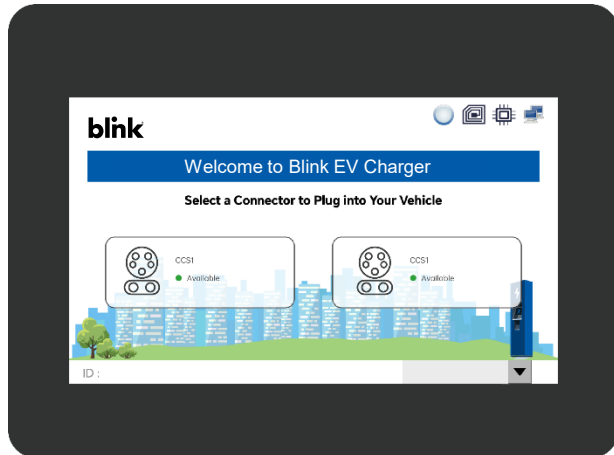 blink
Welcome to Blink EV Charger
Select a Connector to Plug into Your Vehicle
CCS1
Available
CCS1
Available
ID :